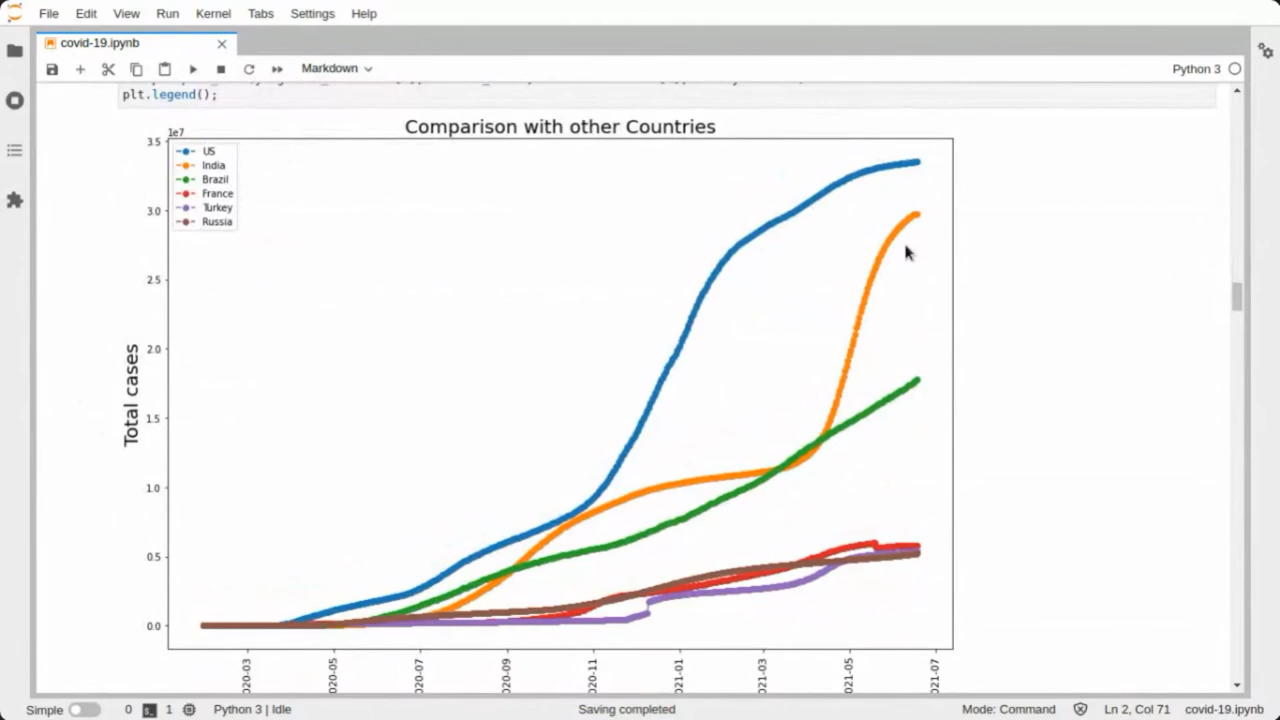 File Edit View Run Kernel Tabs Settings Help
covid-19.ipynb
Markdown
Python 3
plt.legend();
Comparison with other Countries
1e7
3.5
3.0
2.5
2.0
1.5
1.0
0.5
0.0
Total cases
US
India
Brazil
France
Turkey
Russia
020-03
020-05
020-07
020-09
020-11
021-01
021-03
021-05
021-07
Simple 0 1 Python 3 | Idle Saving completed Mode: Command Ln 2, Col 71 covid-19.ipynb